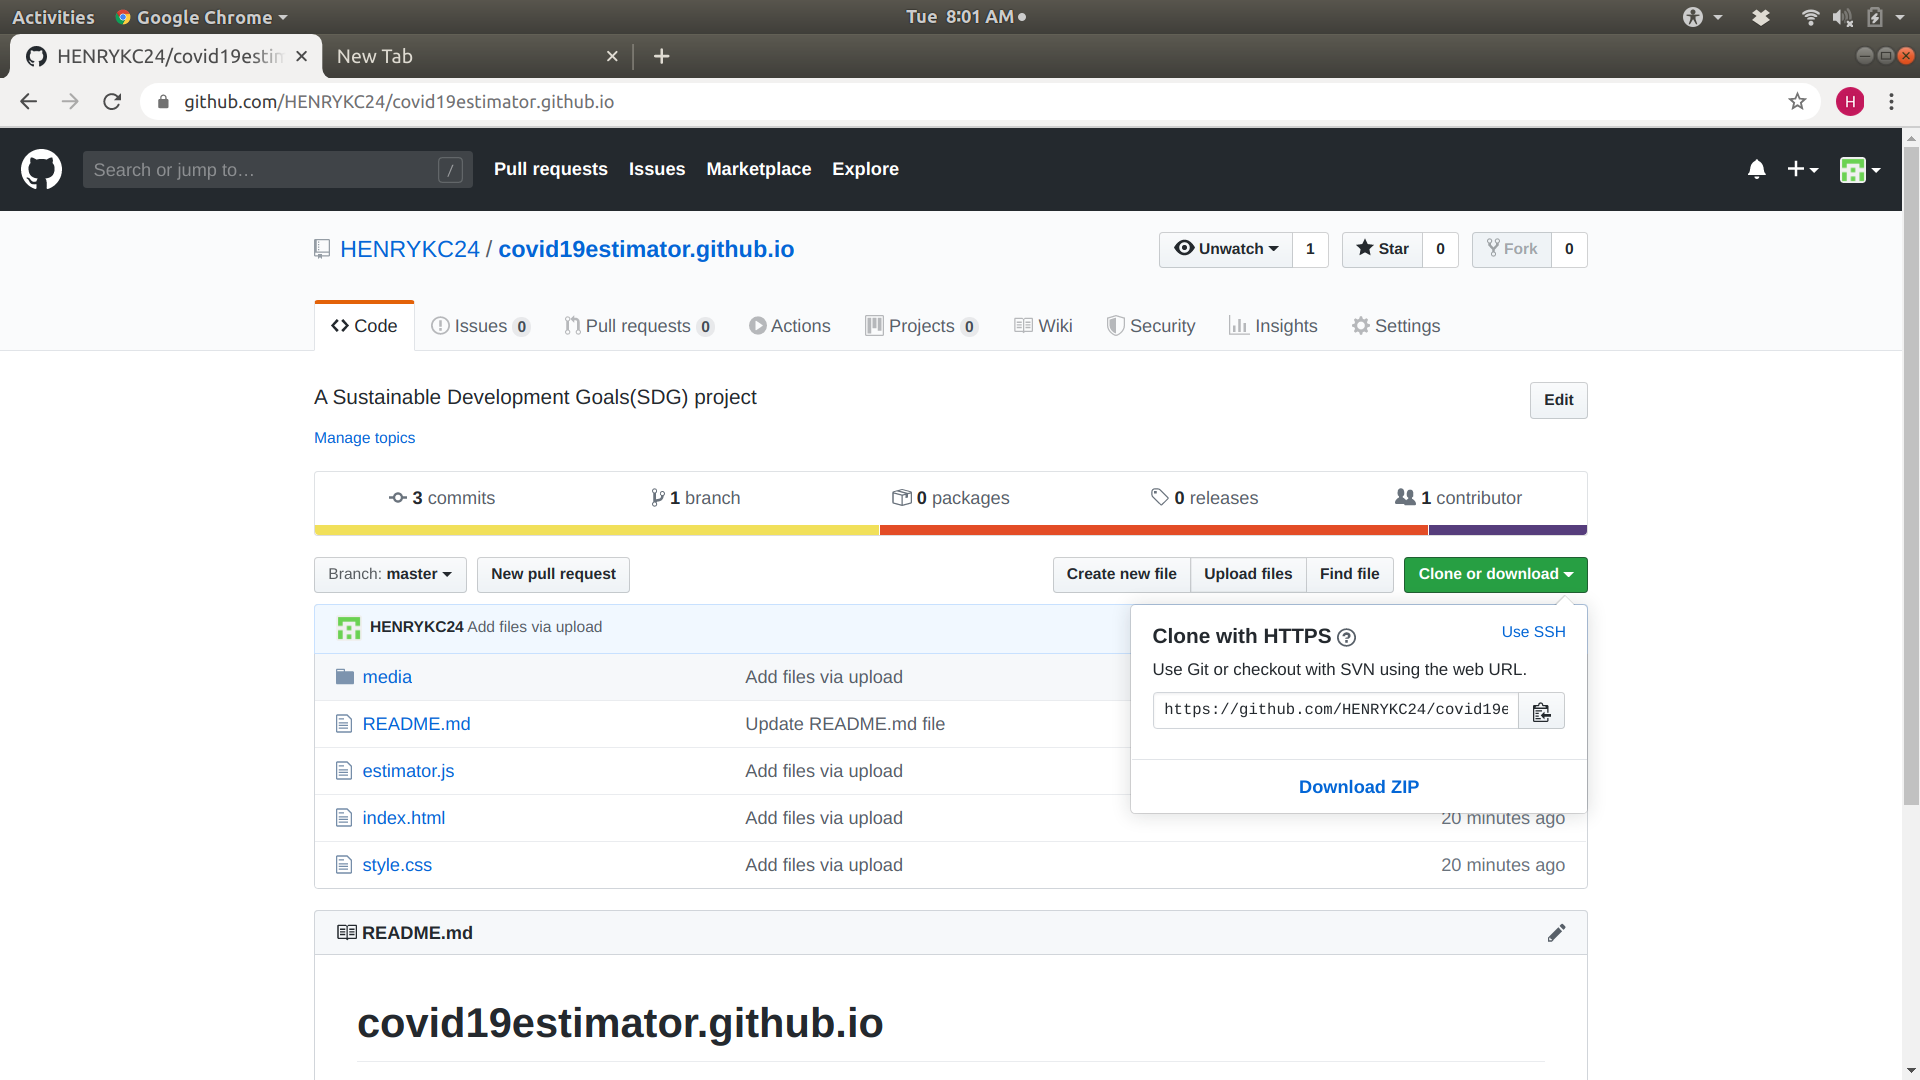 Activities Google Chrome Tue 8:01 AM
HENRYKC24/covid19estim New Tab
github.com/HENRYKC24/covid19estimator.github.io H
Search or jump to… / Pull requests Issues Marketplace Explore
HENRYKC24 / covid19estimator.github.io Unwatch 1 Star 0 Fork 0
Code Issues 0 Pull requests 0 Actions Projects 0 Wiki Security Insights Settings
A Sustainable Development Goals(SDG) project Edit
Manage topics
3 commits 1 branch 0 packages 0 releases 1 contributor
Branch: master New pull request Create new file Upload files Find file Clone or download
HENRYKC24 Add files via upload
Clone with HTTPS Use SSH
Use Git or checkout with SVN using the web URL.
https://github.com/HENRYKC24/covid19e
Download ZIP
media Add files via upload
README.md Update README.md file
estimator.js Add files via upload
index.html Add files via upload 20 minutes ago
style.css Add files via upload 20 minutes ago
README.md
covid19estimator.github.io